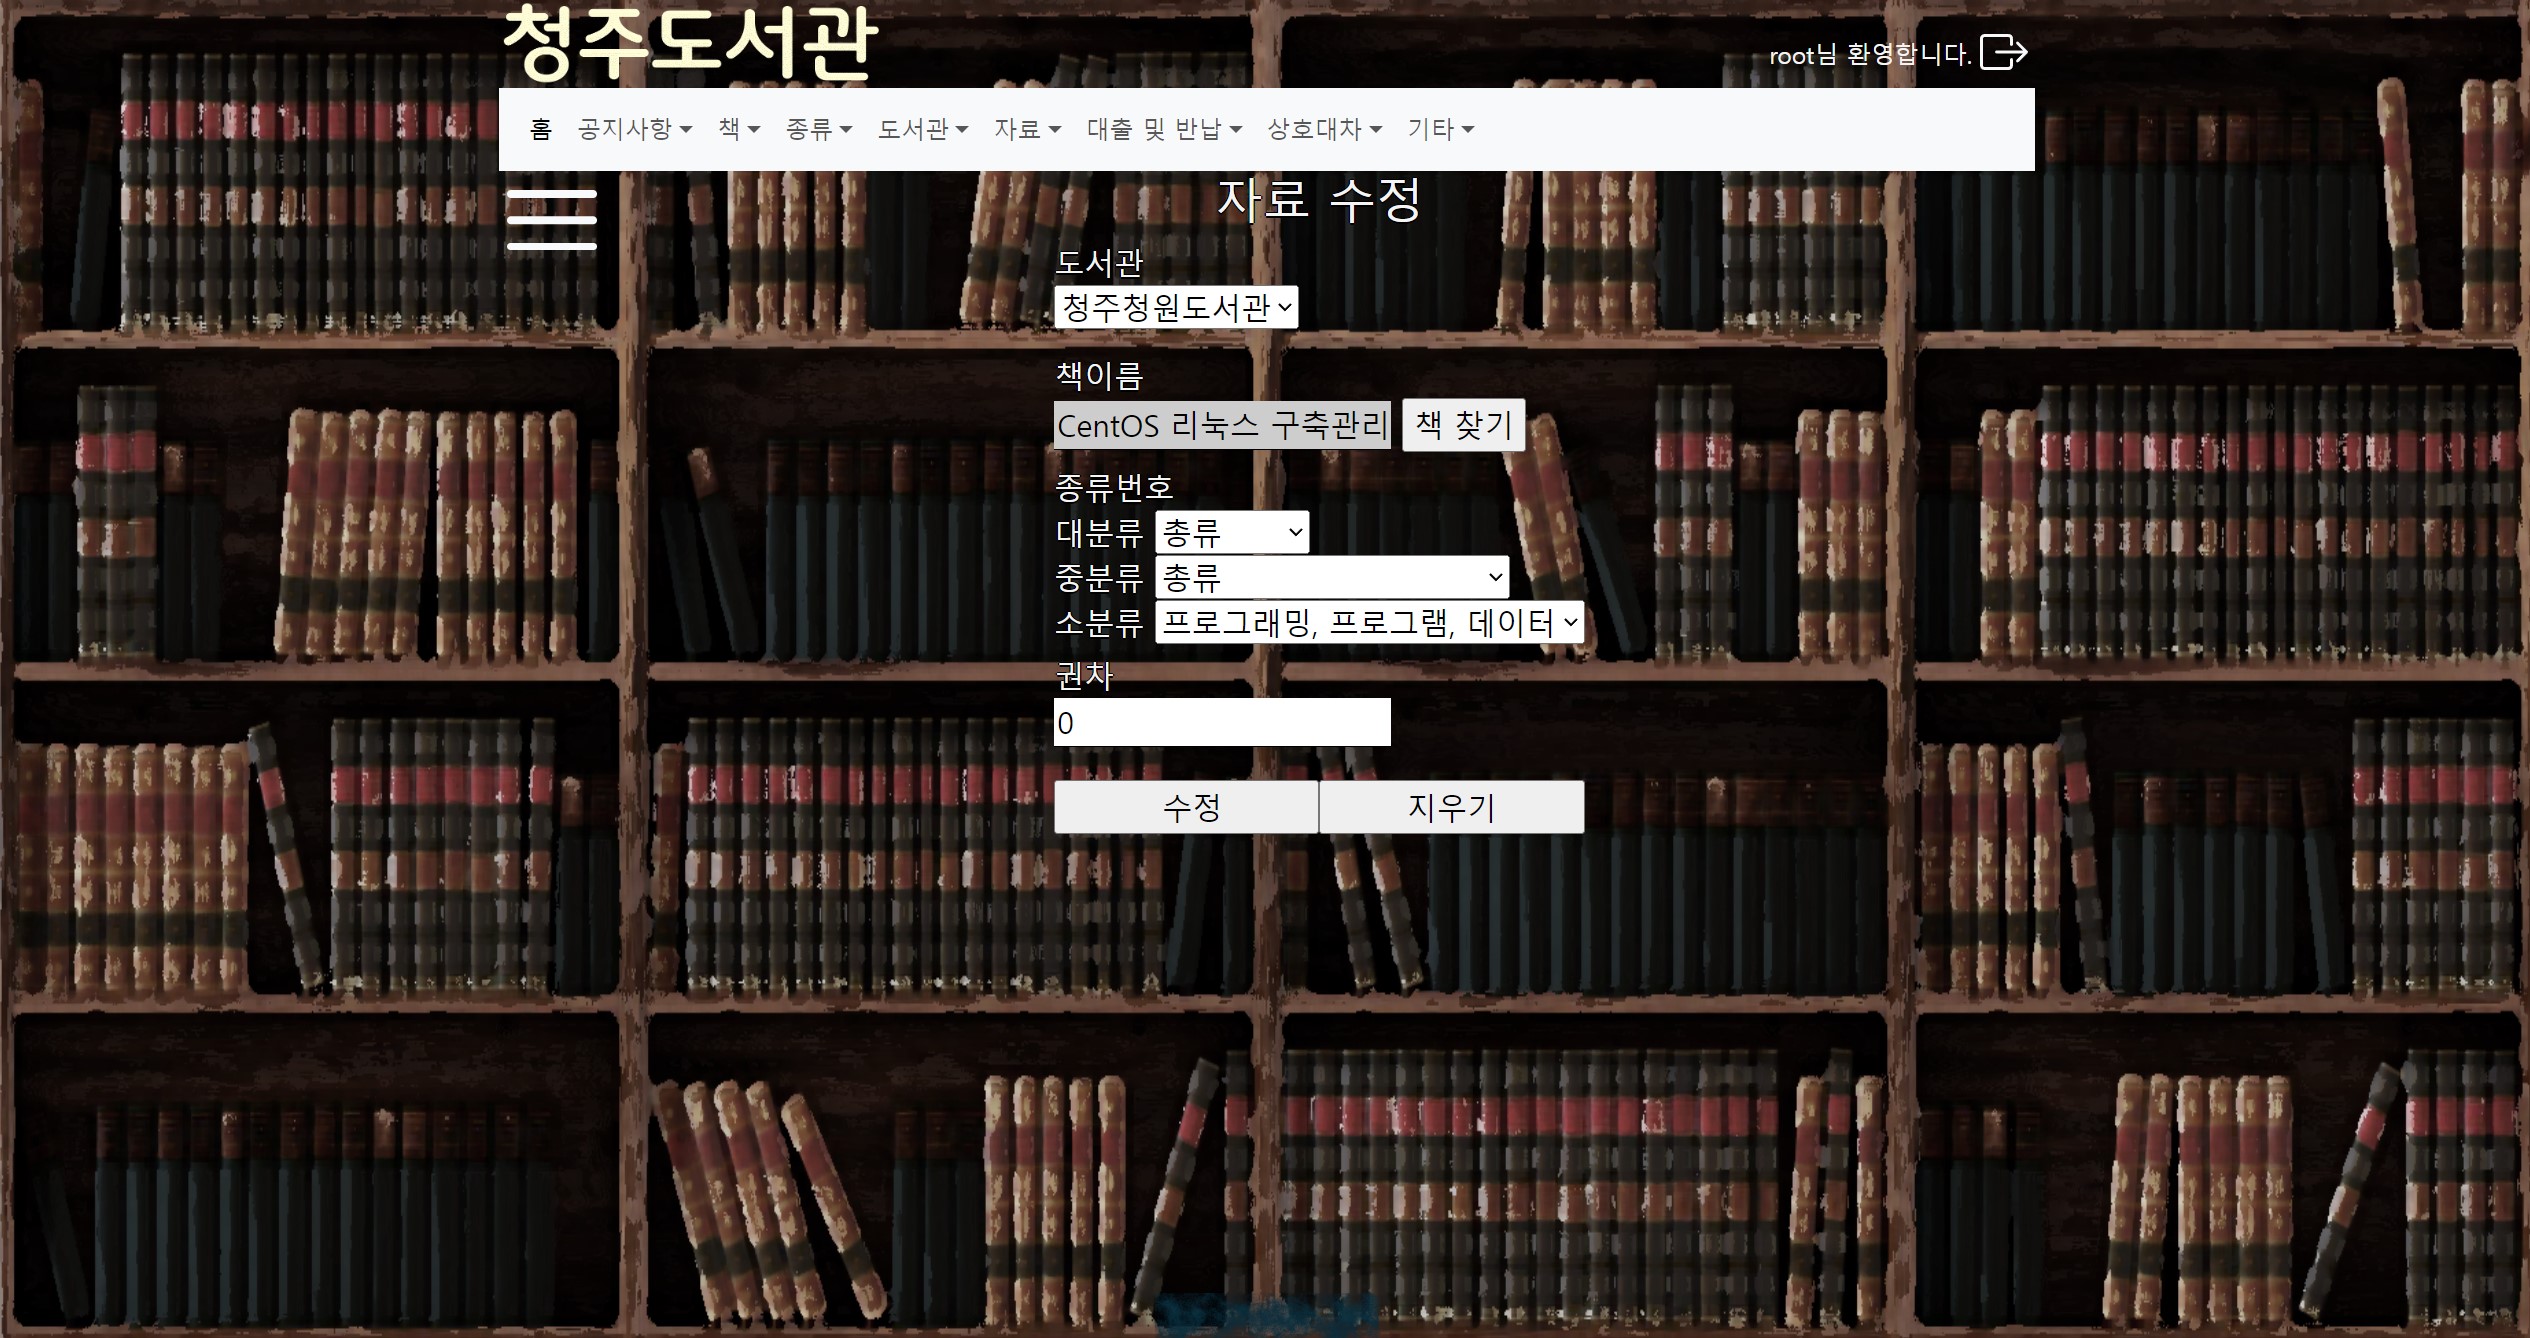 청주도서관
root님 환영합니다.
홈 공지사항 책 종류 도서관 자료 대출 및 반납 상호대차 기타
자료 수정
도서관
청주청원도서관
책이름
CentOS 리눅스 구축관리 책 찾기
종류번호
대분류 총류
중분류 총류
소분류 프로그래밍, 프로그램, 데이터
권차
0
수정 지우기